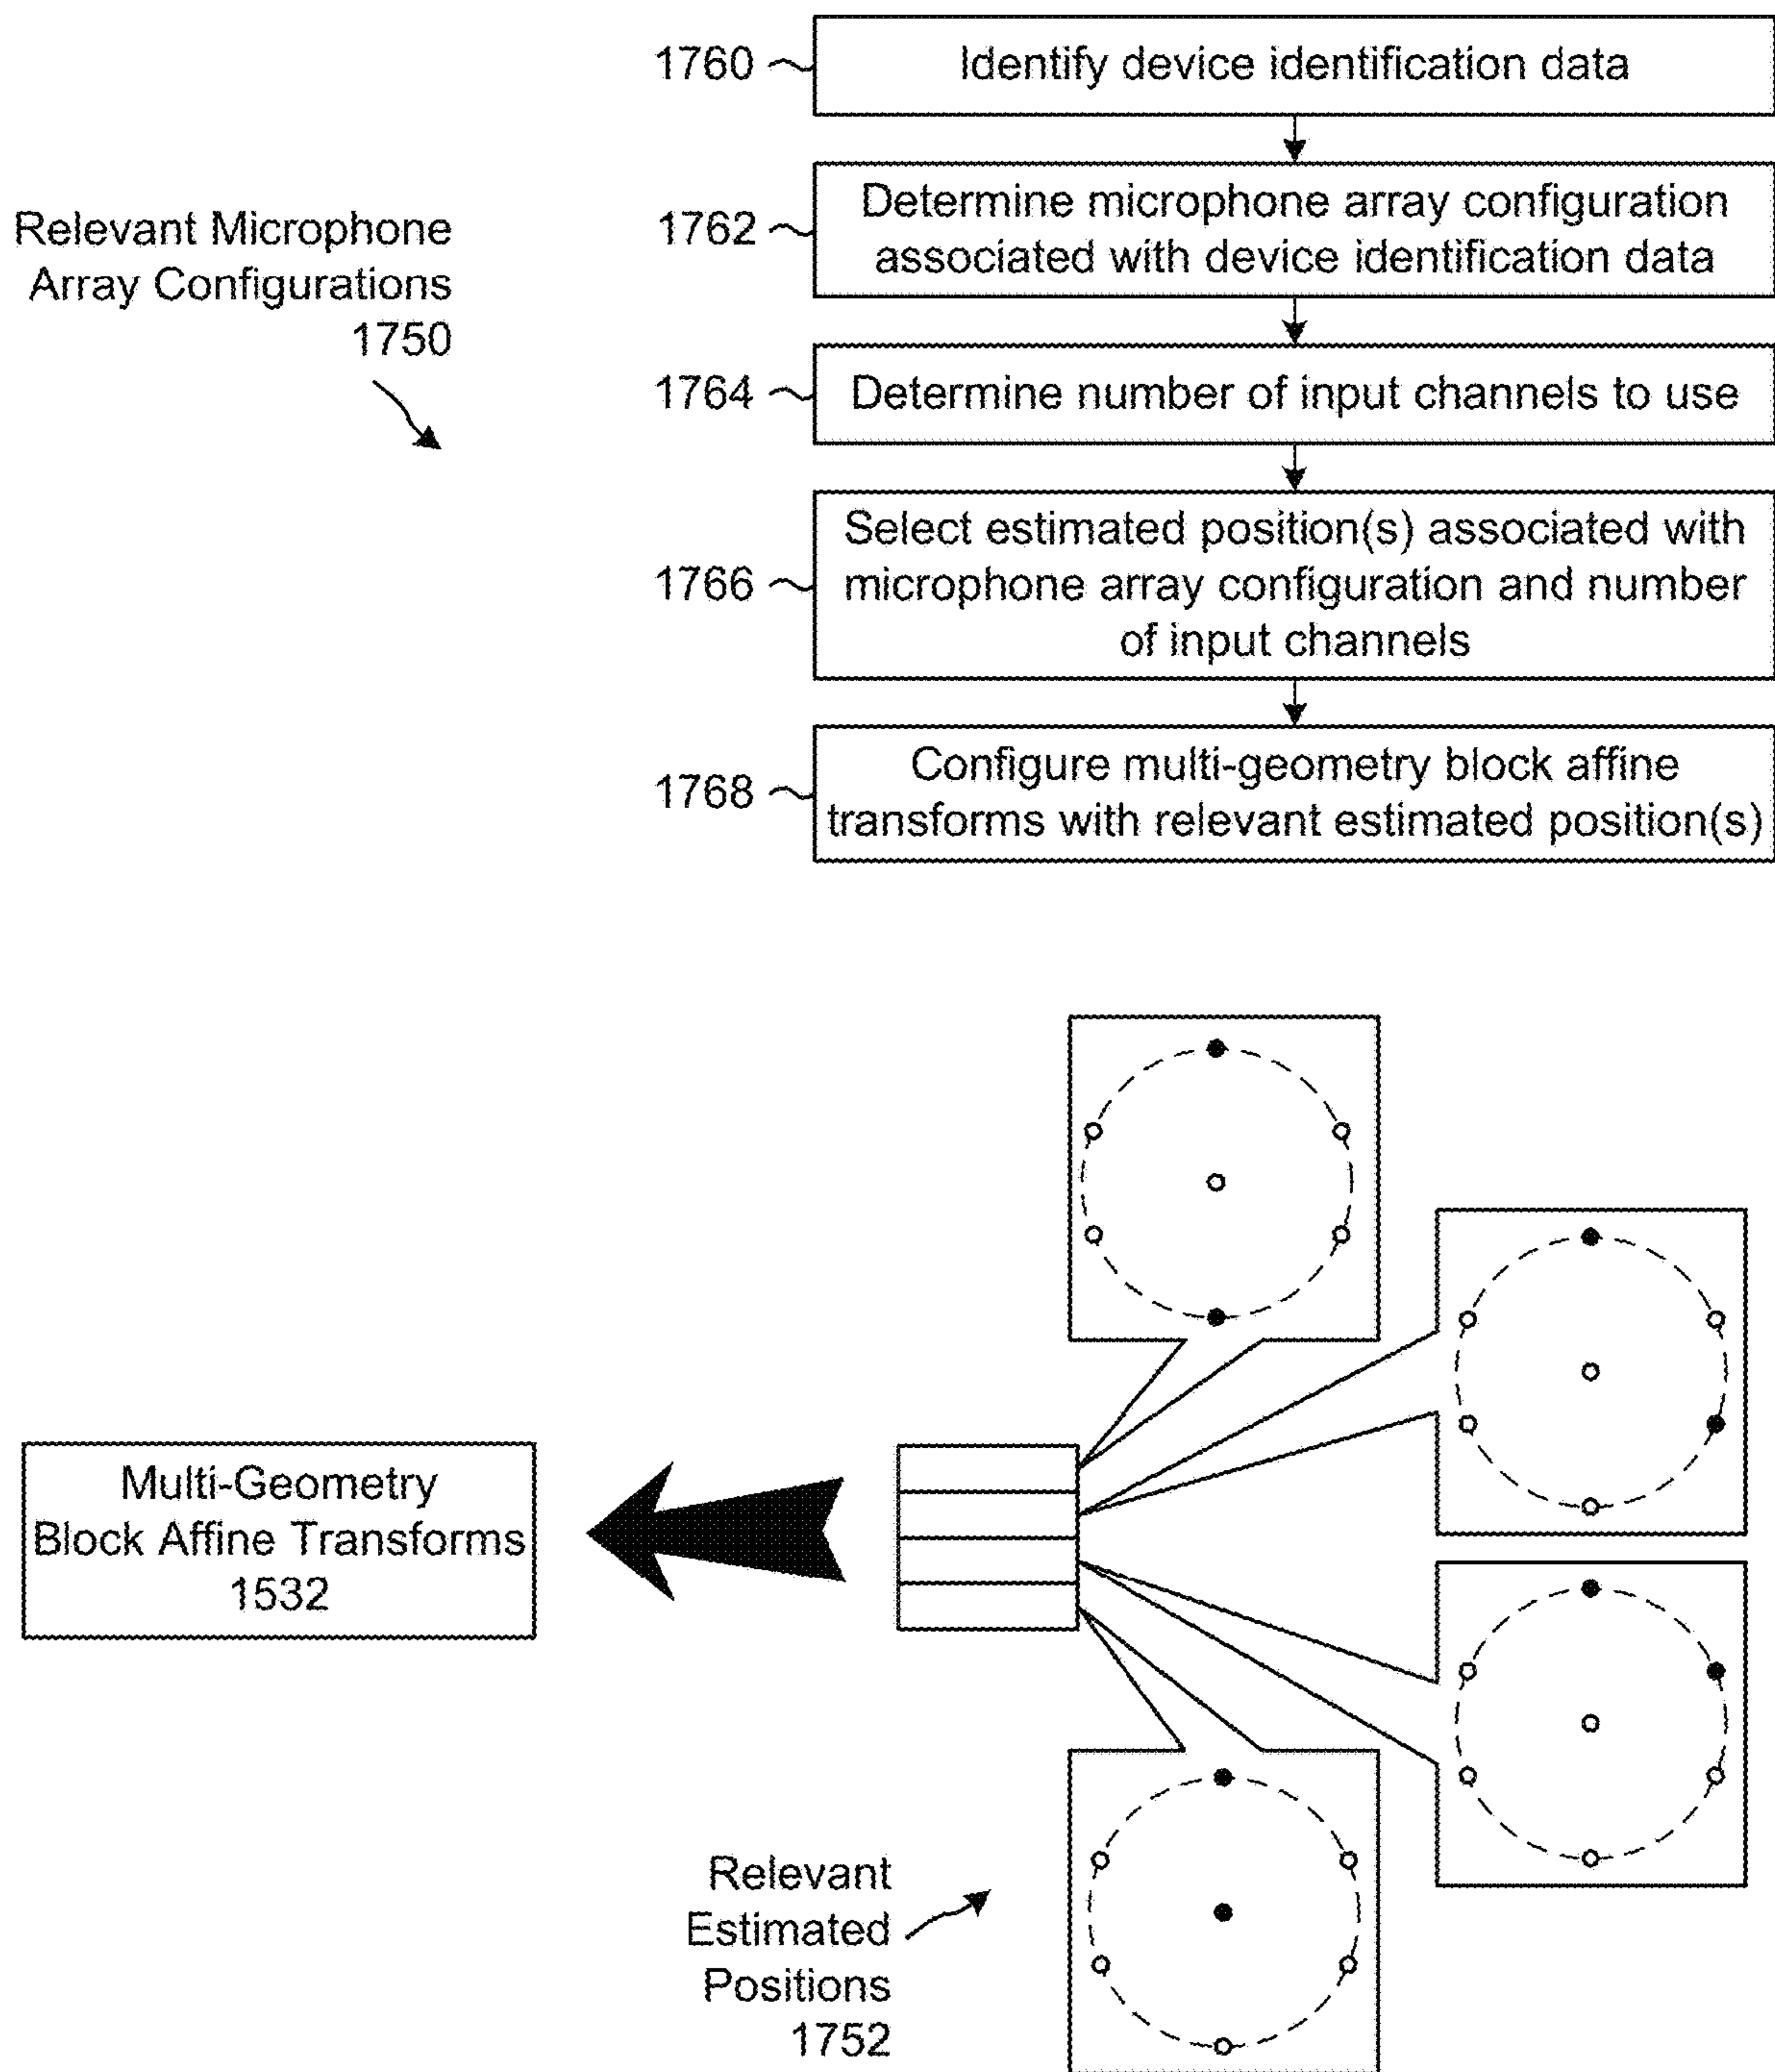 1760
Identify device identification data
Relevant Microphone
Array Configurations
1750
1762
Determine microphone array configuration
associated with device identification data
1764
Determine number of input channels to use
1766
Select estimated position(s) associated with
microphone array configuration and number
of input channels
1768
Configure multi-geometry block affine
transforms with relevant estimated position(s)
Multi-Geometry
Block Affine Transforms
1532
Relevant
Estimated
Positions
1752